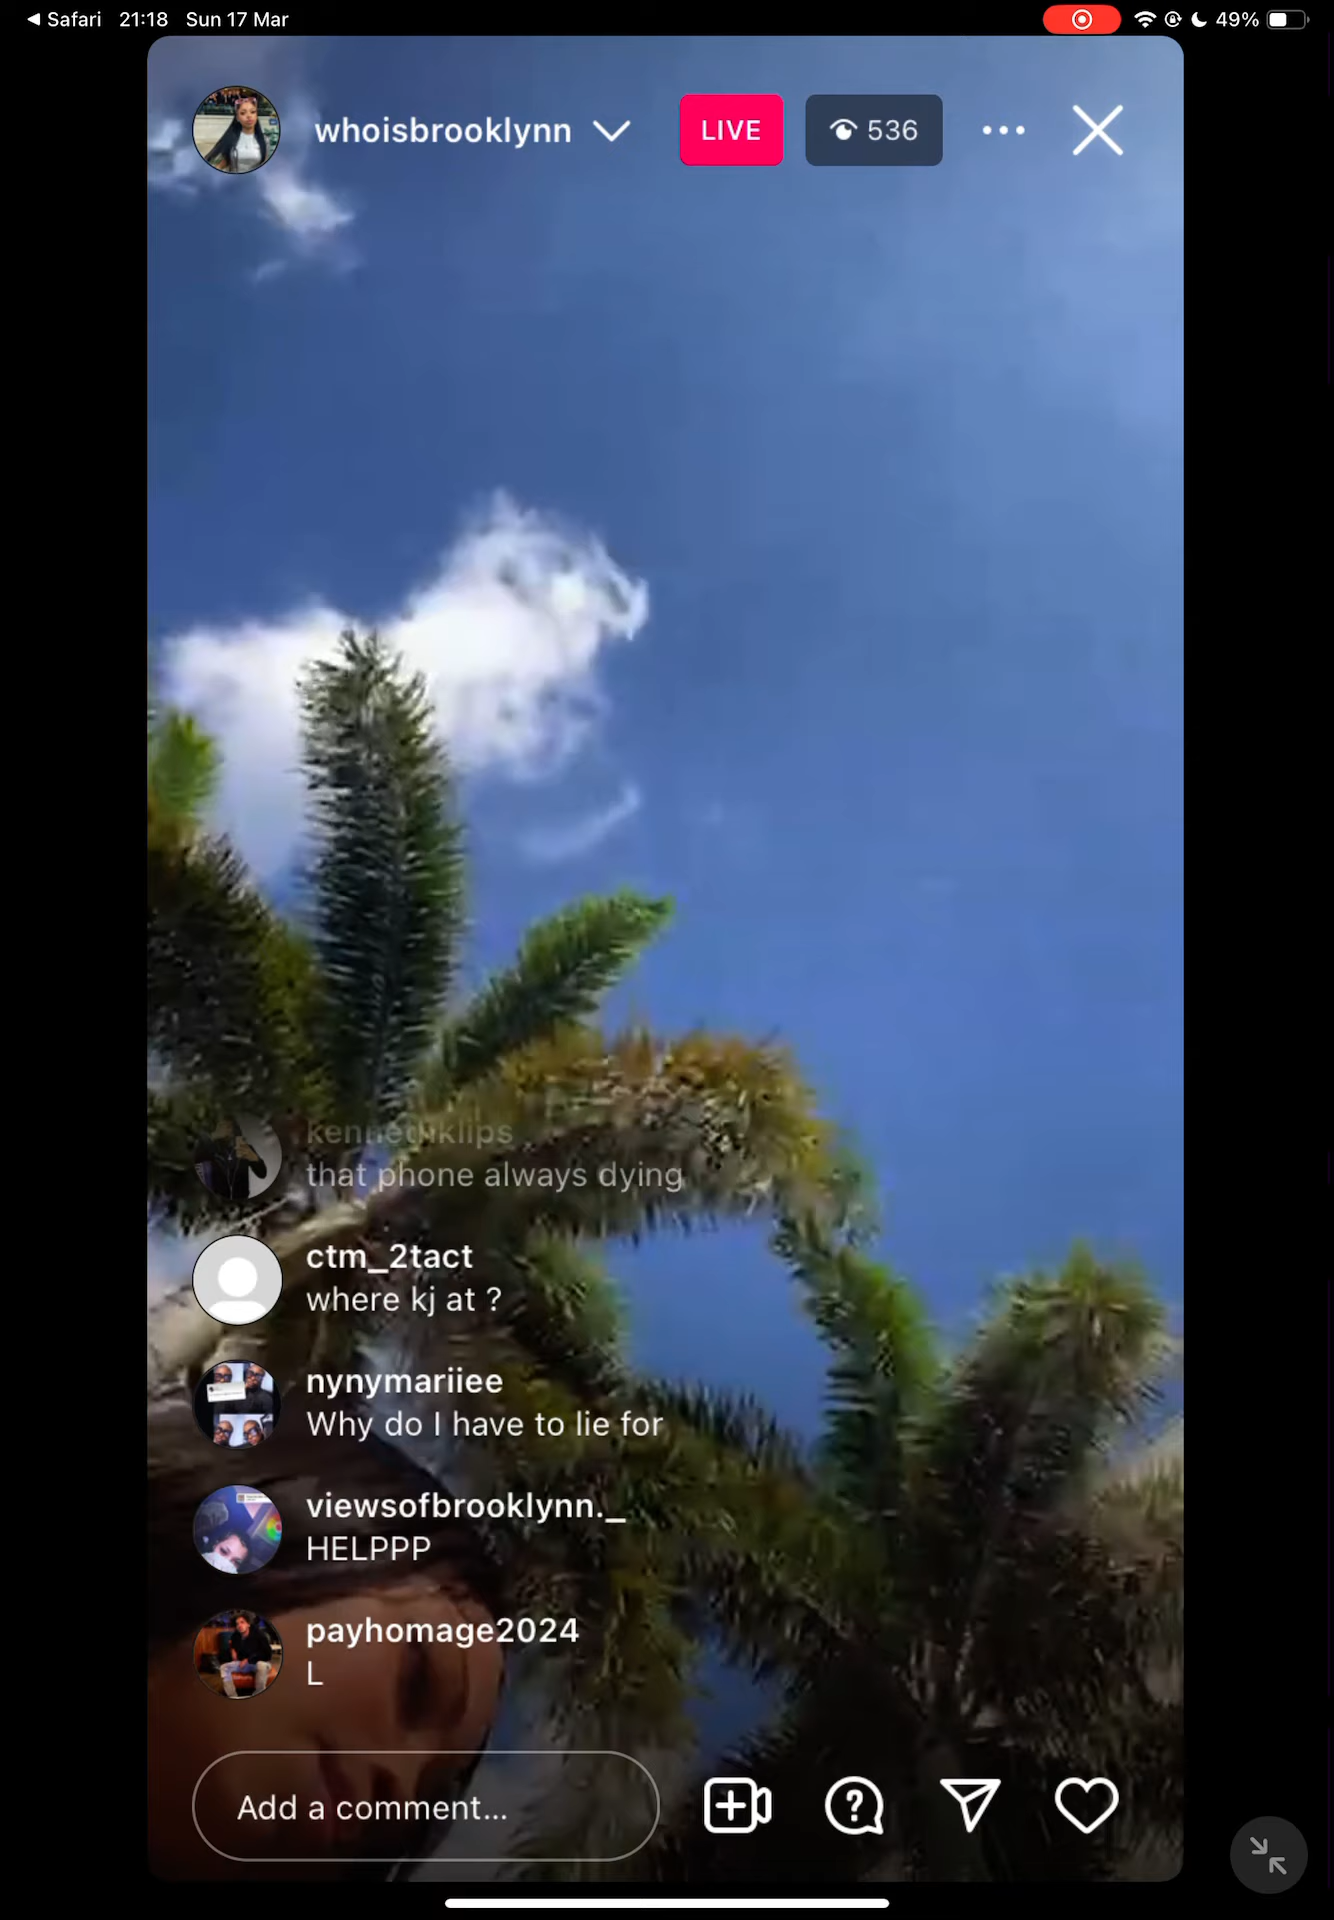 Safari 21:18 Sun 17 Mar 49%
whoisbrooklynn LIVE 536
kennethklips
that phone always dying
ctm_2tact
where kj at ?
nynymariiee
Why do I have to lie for
viewsofbrooklynn._
HELPPP
payhomage2024
L
Add a comment...